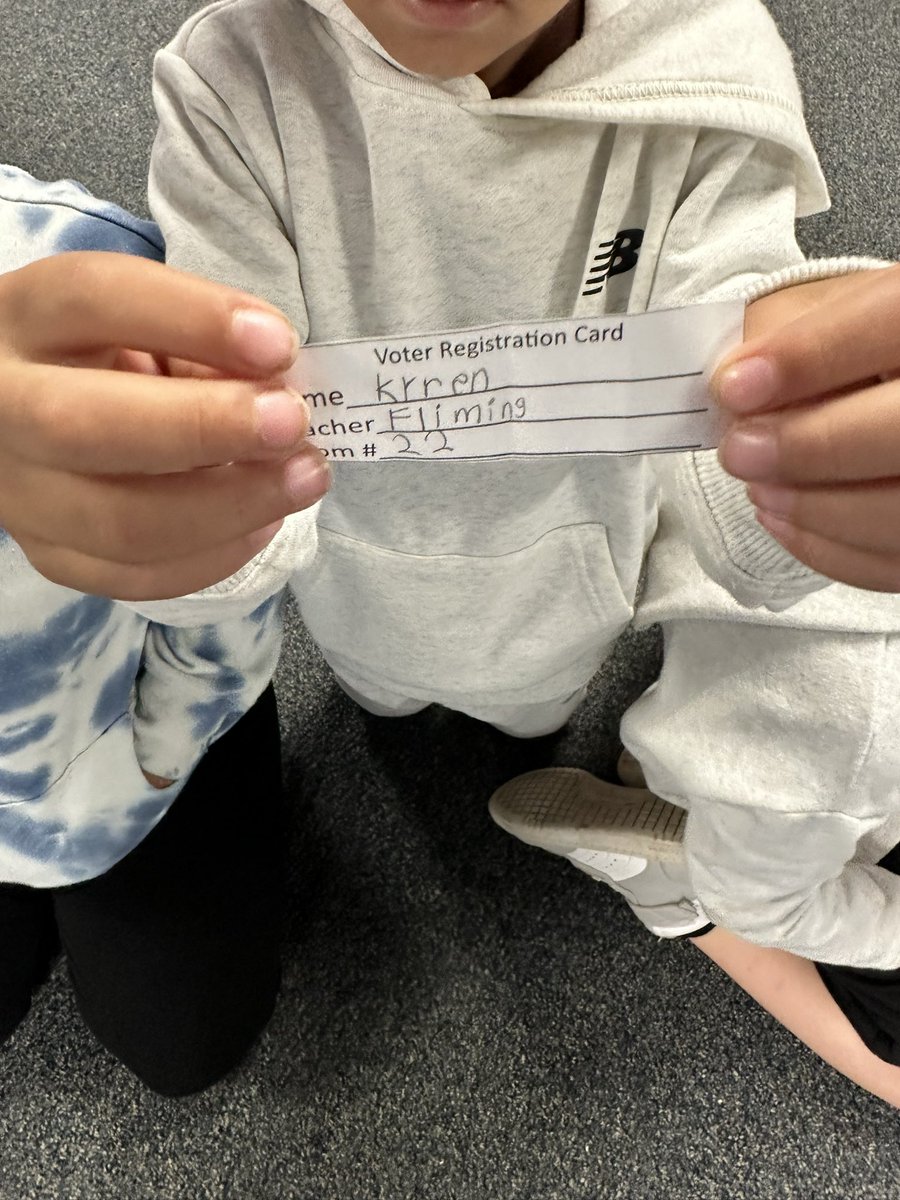 Voter Registration Card
me Krren
acher Fliming
om # 22
B